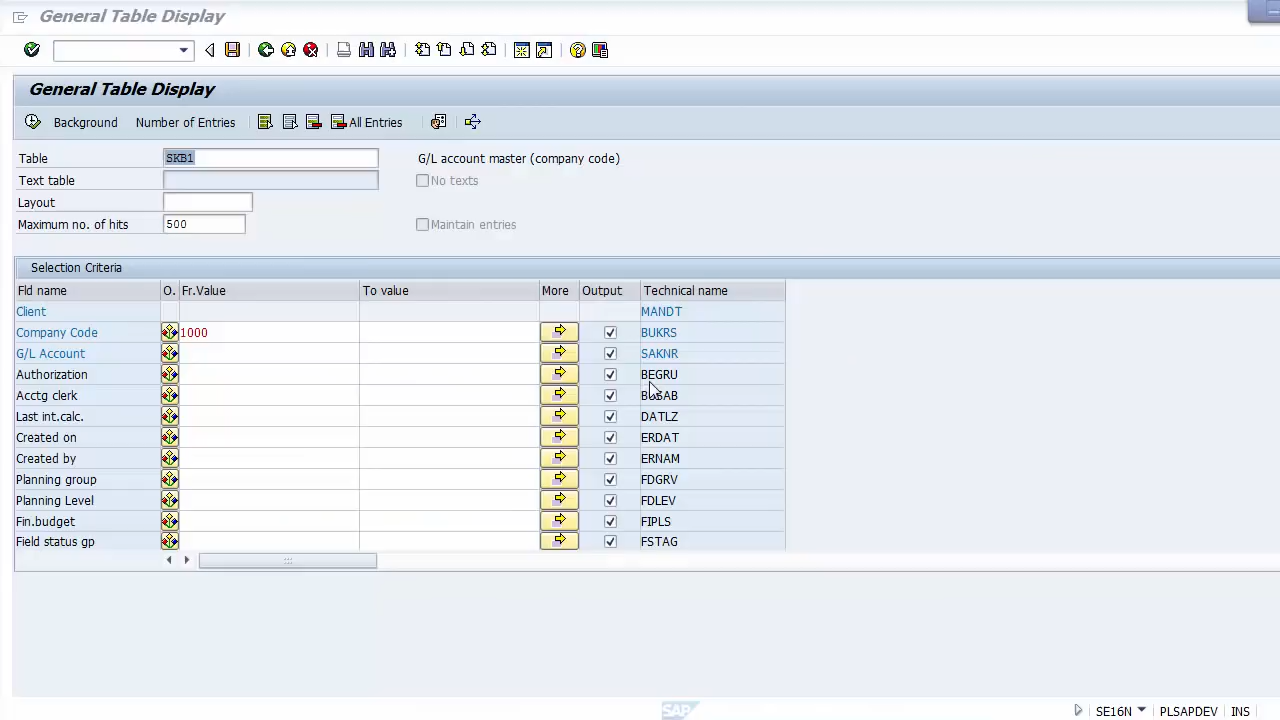 General Table Display
General Table Display
Background Number of Entries All Entries
Table SKB1 G/L account master (company code)
Text table No texts
Layout
Maximum no. of hits 500 Maintain entries
Selection Criteria
Fld name O. Fr.Value To value More Output Technical name
Client MANDT
Company Code 1000 BUKRS
G/L Account SAKNR
Authorization BEGRU
Acctg clerk
Last int.calc. DATLZ
Created on ERDAT
Created by ERNAM
Planning group FDGRV
Planning Level FDLEV
Fin.budget FIPLS
Field status gp FSTAG
SAP SE16N PLSAPDEV INS